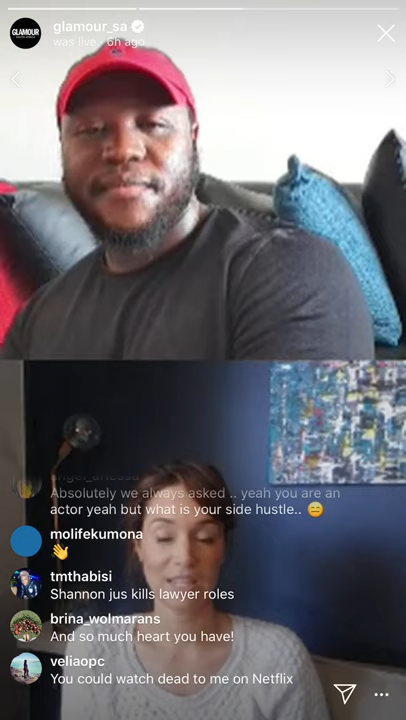 GLAMOUR
glamour_sa
was live · 6h ago
angel_arlessa
Absolutely we always asked .. yeah you are an
actor yeah but what is your side hustle.. 😑
molifekumona
👋
tmthabisi
Shannon jus kills lawyer roles
brina_wolmarans
And so much heart you have!
veliaopc
You could watch dead to me on Netflix